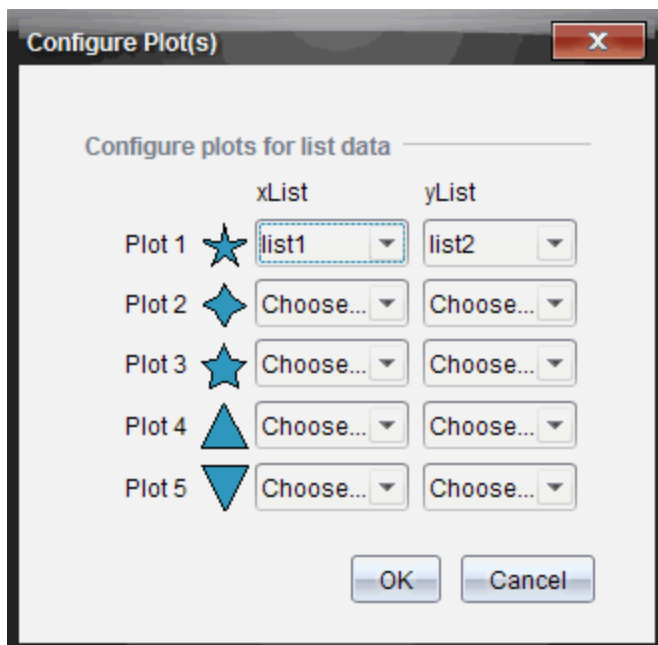 Configure Plot(s)
Configure plots for list data
xList yList
Plot 1 list1 list2
Plot 2 Choose... Choose...
Plot 3 Choose... Choose...
Plot 4 Choose... Choose...
Plot 5 Choose... Choose...
OK Cancel